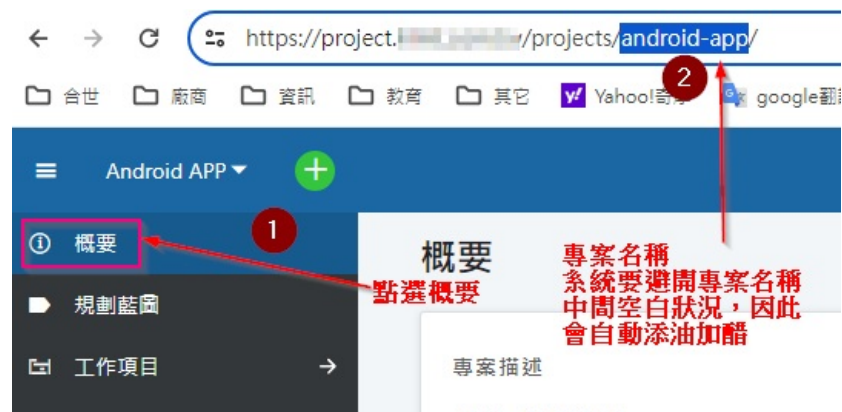 https://project.
/projects/android-app/
合世 廠商 資訊 教育 其它 Yahoo!奇 google翻
2
Android APP
1
概要
概要
點選概要
專案名稱
系統要避開專案名稱
中間空白狀況，因此
會自動添油加醋
規劃藍圖
工作項目
專案描述